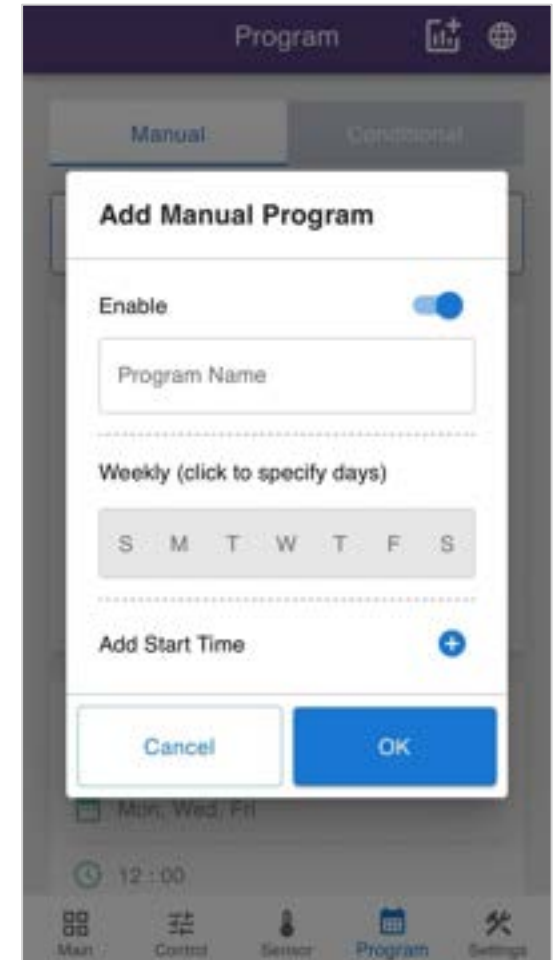 Program
Manual Conditional
Add Manual Program
Enable
Program Name
Weekly (click to specify days)
S M T W T F S
Add Start Time
Cancel OK
Mon, Wed, Fri
12 : 00
Main Control Sensor Program Settings